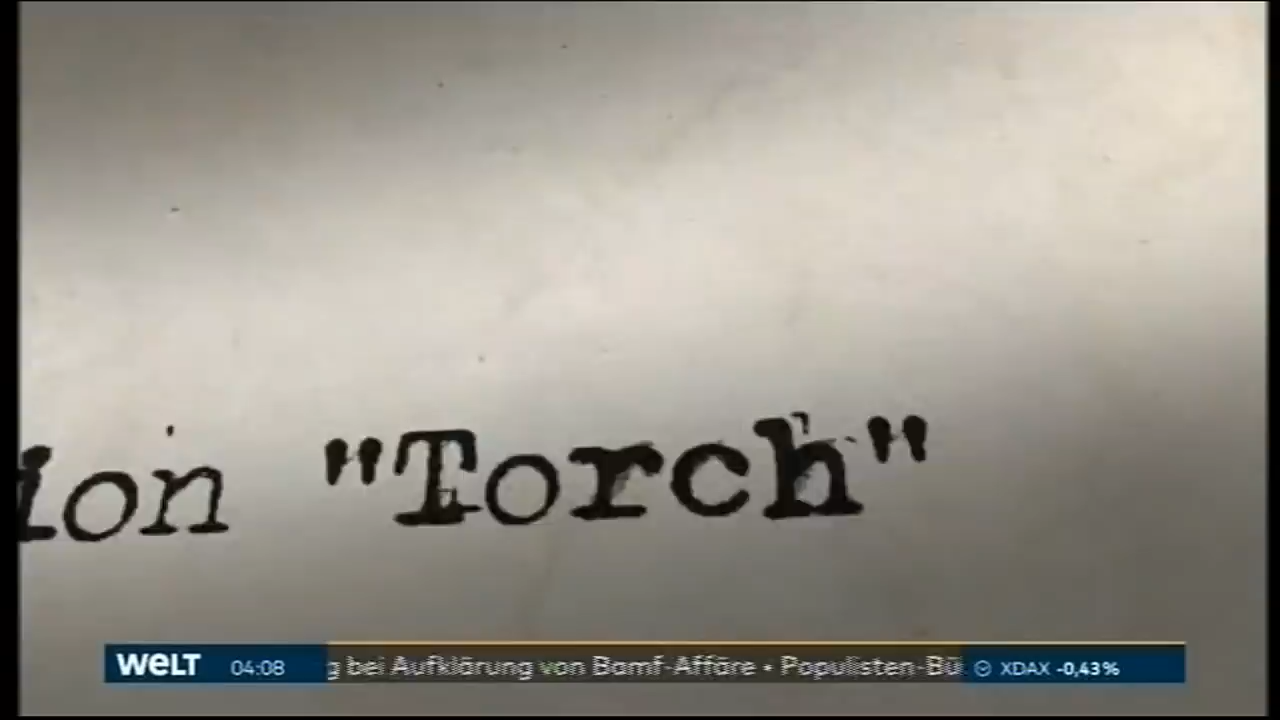 ion "Torch"
WELT 04:08 g bei Aufklärung von Bamf-Affäre • Populisten-Bü XDAX -0,43%